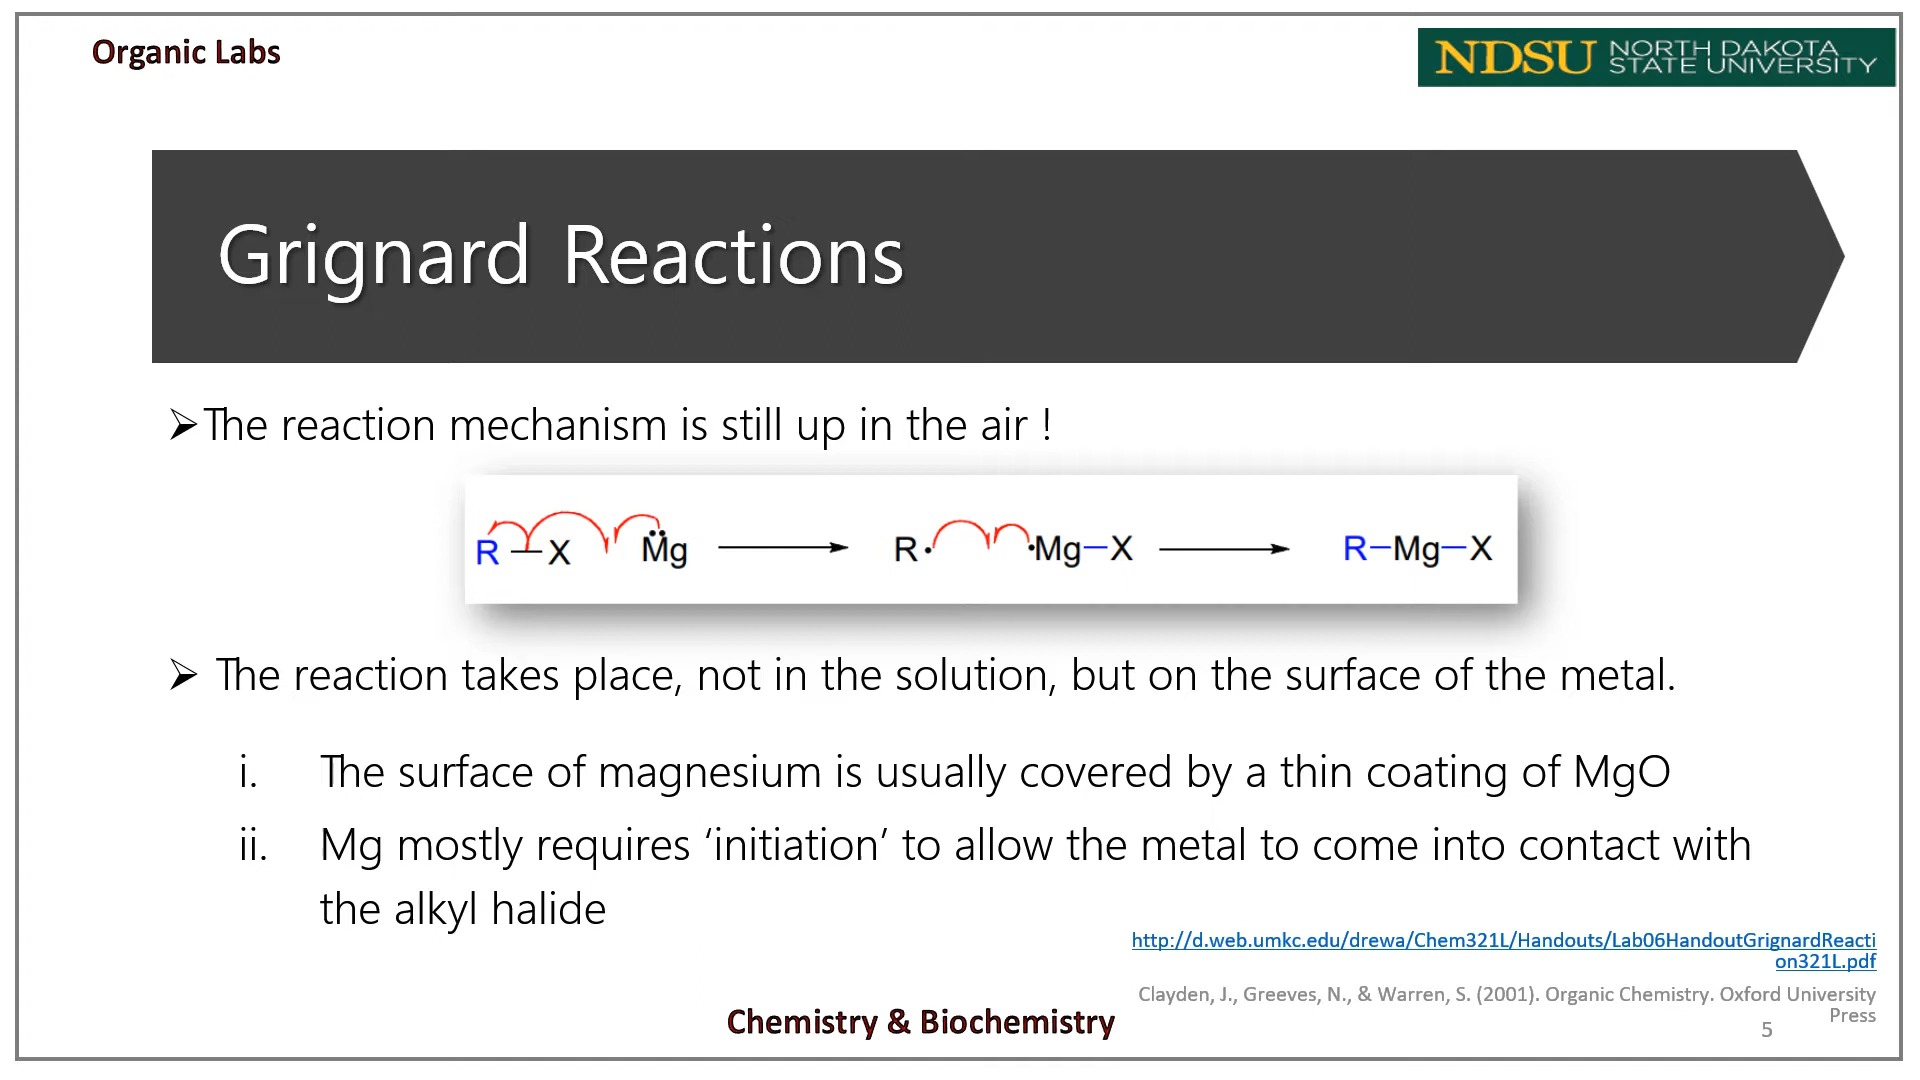 Organic Labs
NDSU NORTH DAKOTA
STATE UNIVERSITY
Grignard Reactions
➢The reaction mechanism is still up in the air !
R–X M̈g ⟶ R· ·Mg–X ⟶ R–Mg–X
➢ The reaction takes place, not in the solution, but on the surface of the metal.
i. The surface of magnesium is usually covered by a thin coating of MgO
ii. Mg mostly requires ‘initiation’ to allow the metal to come into contact with
the alkyl halide
http://d.web.umkc.edu/drewa/Chem321L/Handouts/Lab06HandoutGrignardReacti
on321L.pdf
Clayden, J., Greeves, N., & Warren, S. (2001). Organic Chemistry. Oxford University
Press
Chemistry & Biochemistry
5